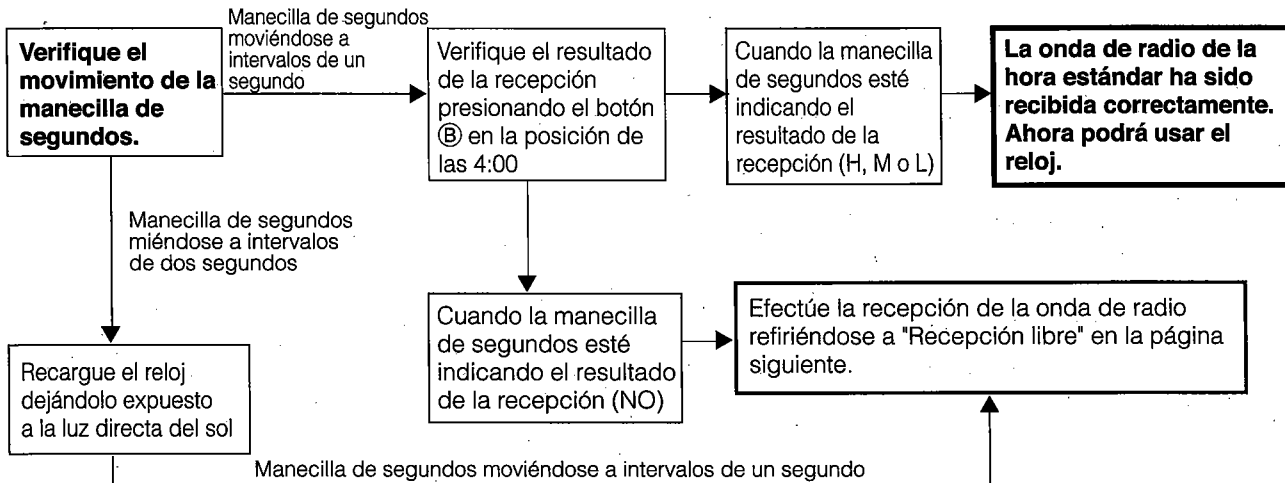 Verifique el
movimiento de la
manecilla de
segundos.
Manecilla de segundos
moviéndose a
intervalos de un
segundo
Verifique el resultado
de la recepción
presionando el botón
Ⓑ en la posición de
las 4:00
Cuando la manecilla
de segundos esté
indicando el
resultado de la
recepción (H, M o L)
La onda de radio de la
hora estándar ha sido
recibida correctamente.
Ahora podrá usar el
reloj.
Manecilla de segundos
miéndose a intervalos
de dos segundos
Cuando la manecilla
de segundos esté
indicando el resultado
de la recepción (NO)
Efectúe la recepción de la onda de radio
refiriéndose a "Recepción libre" en la página
siguiente.
Recargue el reloj
dejándolo expuesto
a la luz directa del sol
Manecilla de segundos moviéndose a intervalos de un segundo